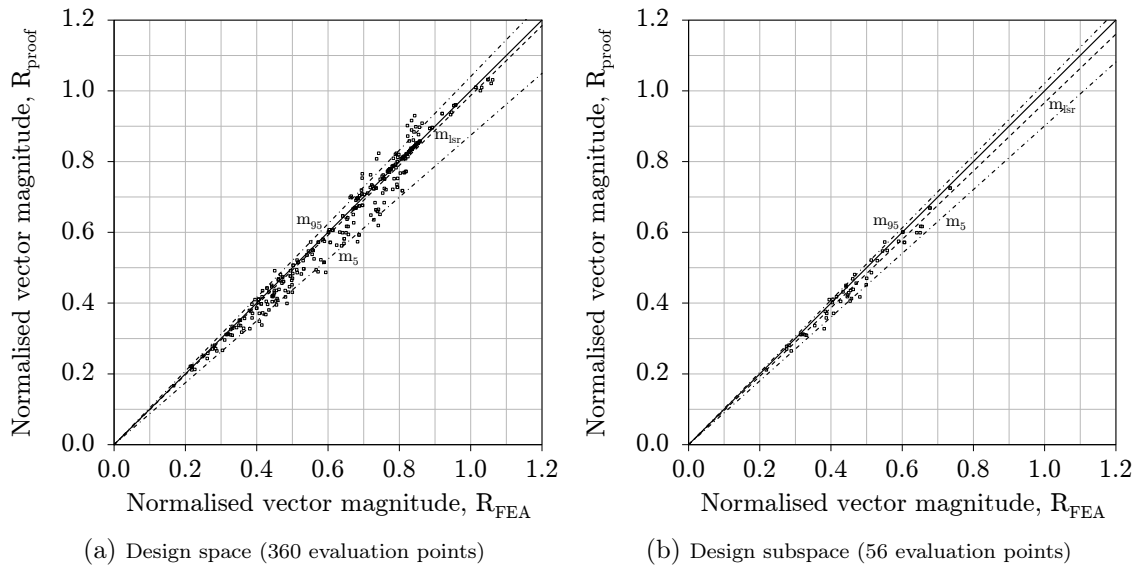 Normalised vector magnitude, R_proof
1.2
1.0
0.8
0.6
0.4
0.2
0.0
m_lsr
m_95
m_5
0.0 0.2 0.4 0.6 0.8 1.0 1.2
Normalised vector magnitude, R_FEA
(a) Design space (360 evaluation points)
Normalised vector magnitude, R_proof
1.2
1.0
0.8
0.6
0.4
0.2
0.0
m_lsr
m_95
m_5
0.0 0.2 0.4 0.6 0.8 1.0 1.2
Normalised vector magnitude, R_FEA
(b) Design subspace (56 evaluation points)